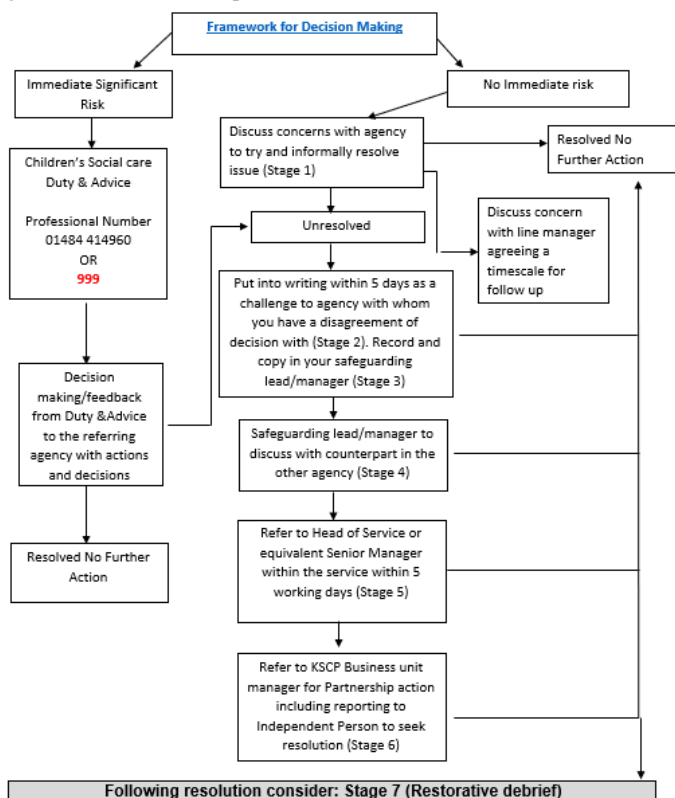 Framework for Decision Making
Immediate Significant
Risk
No Immediate risk
Discuss concerns with agency
to try and informally resolve
issue (Stage 1)
Resolved No
Further Action
Children’s Social care
Duty & Advice
Professional Number
01484 414960
OR
999
Unresolved
Discuss concern
with line manager
agreeing a
timescale for
follow up
Put into writing within 5 days as a
challenge to agency with whom
you have a disagreement of
decision with (Stage 2). Record and
copy in your safeguarding
lead/manager (Stage 3)
Decision
making/feedback
from Duty &Advice
to the referring
agency with actions
and decisions
Safeguarding lead/manager to
discuss with counterpart in the
other agency (Stage 4)
Resolved No Further
Action
Refer to Head of Service or
equivalent Senior Manager
within the service within 5
working days (Stage 5)
Refer to KSCP Business unit
manager for Partnership action
including reporting to
Independent Person to seek
resolution (Stage 6)
Following resolution consider: Stage 7 (Restorative debrief)